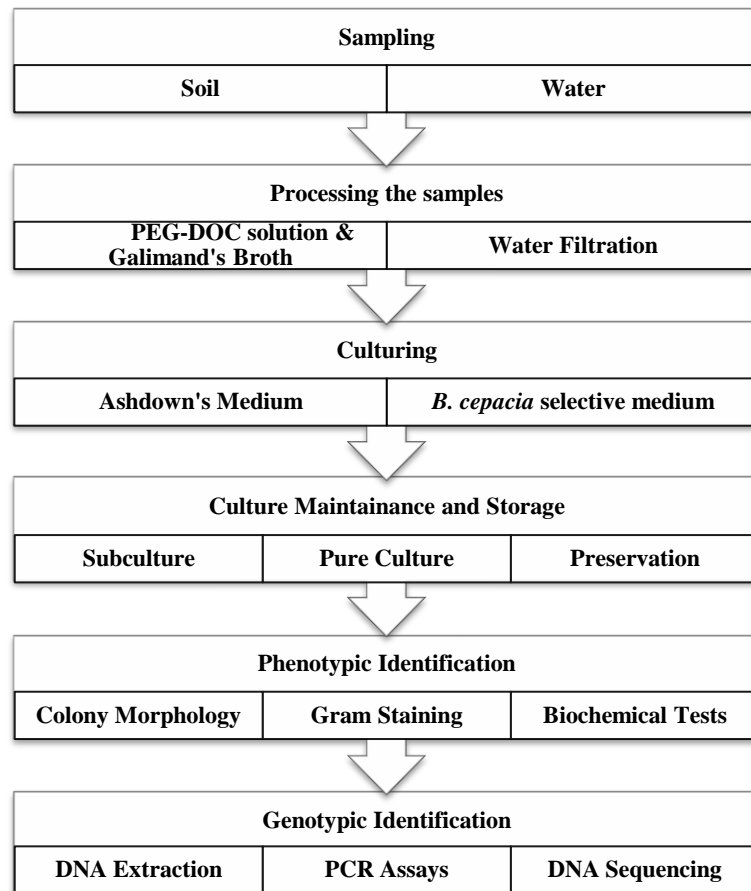 Sampling
Soil
Water
Processing the samples
PEG-DOC solution &
Galimand's Broth
Water Filtration
Culturing
Ashdown's Medium
B. cepacia selective medium
Culture Maintainance and Storage
Subculture
Pure Culture
Preservation
Phenotypic Identification
Colony Morphology
Gram Staining
Biochemical Tests
Genotypic Identification
DNA Extraction
PCR Assays
DNA Sequencing